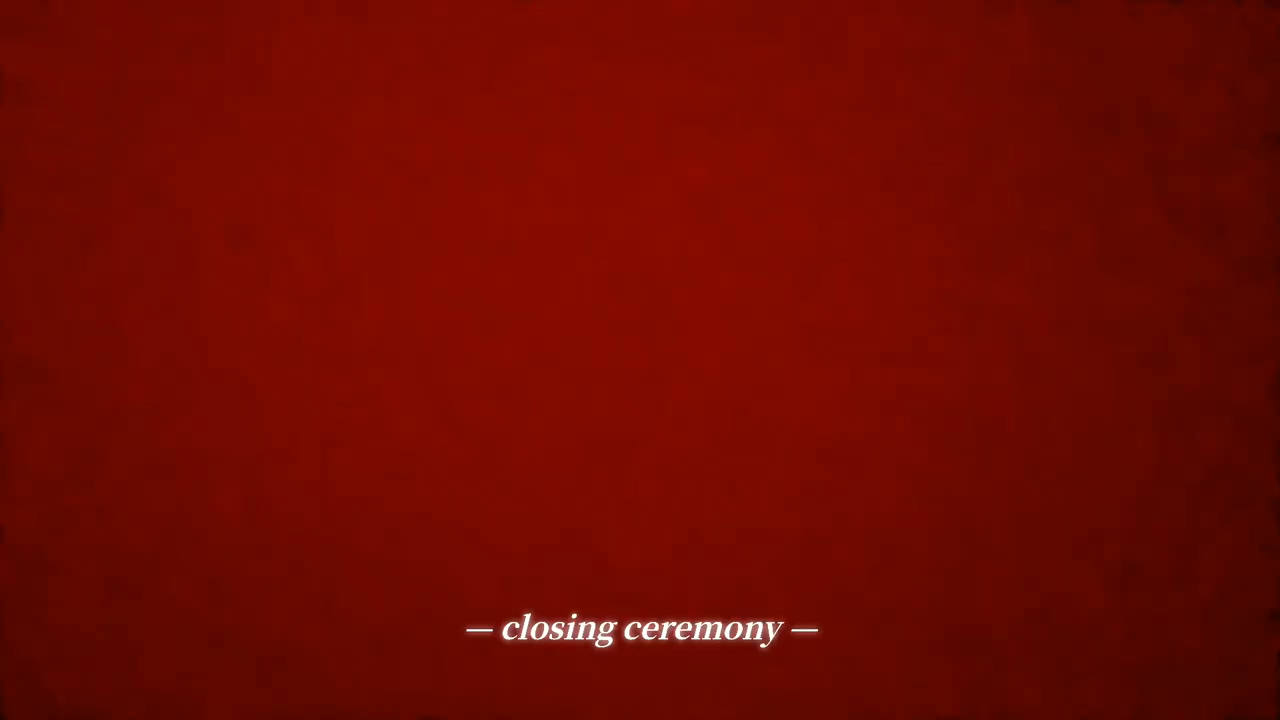 — closing ceremony —